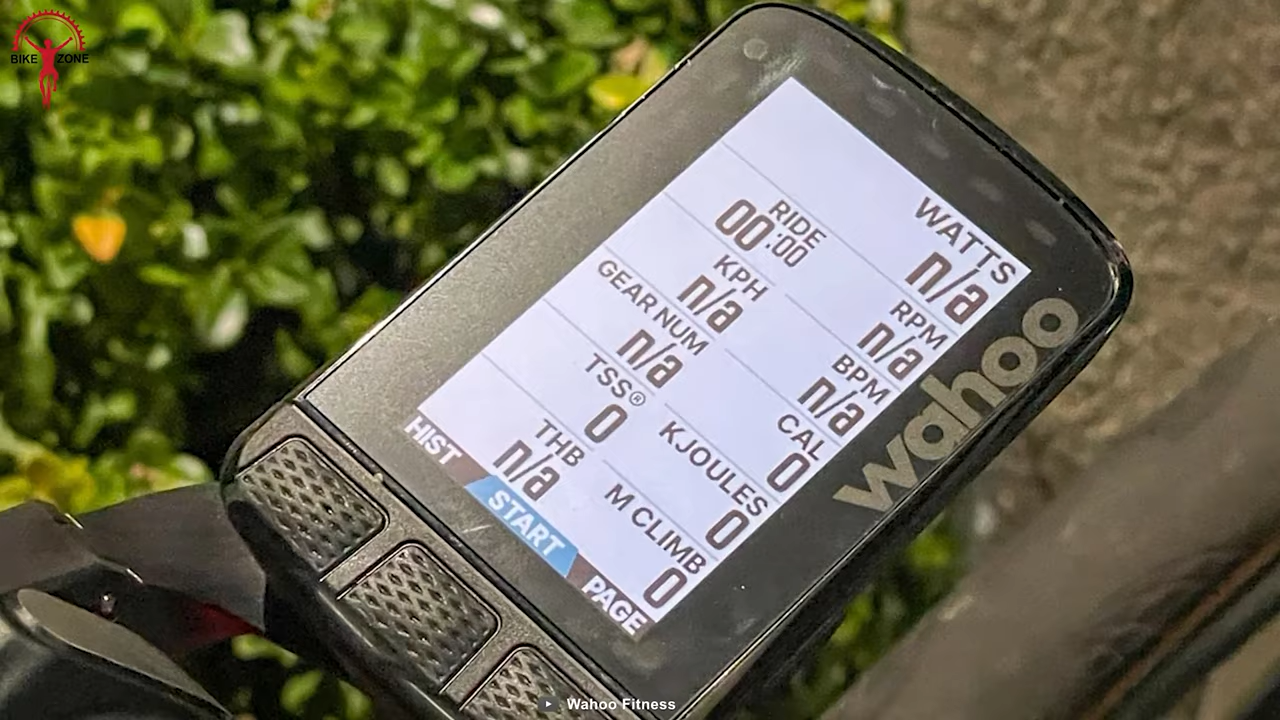 BIKE ZONE
WATTS
n/a
RIDE
00:00
RPM
n/a
KPH
n/a
BPM
n/a
GEAR NUM
n/a
CAL
0
TSS®
0
KJOULES
0
THB
n/a
M CLIMB
0
HIST
START
PAGE
wahoo
Wahoo Fitness